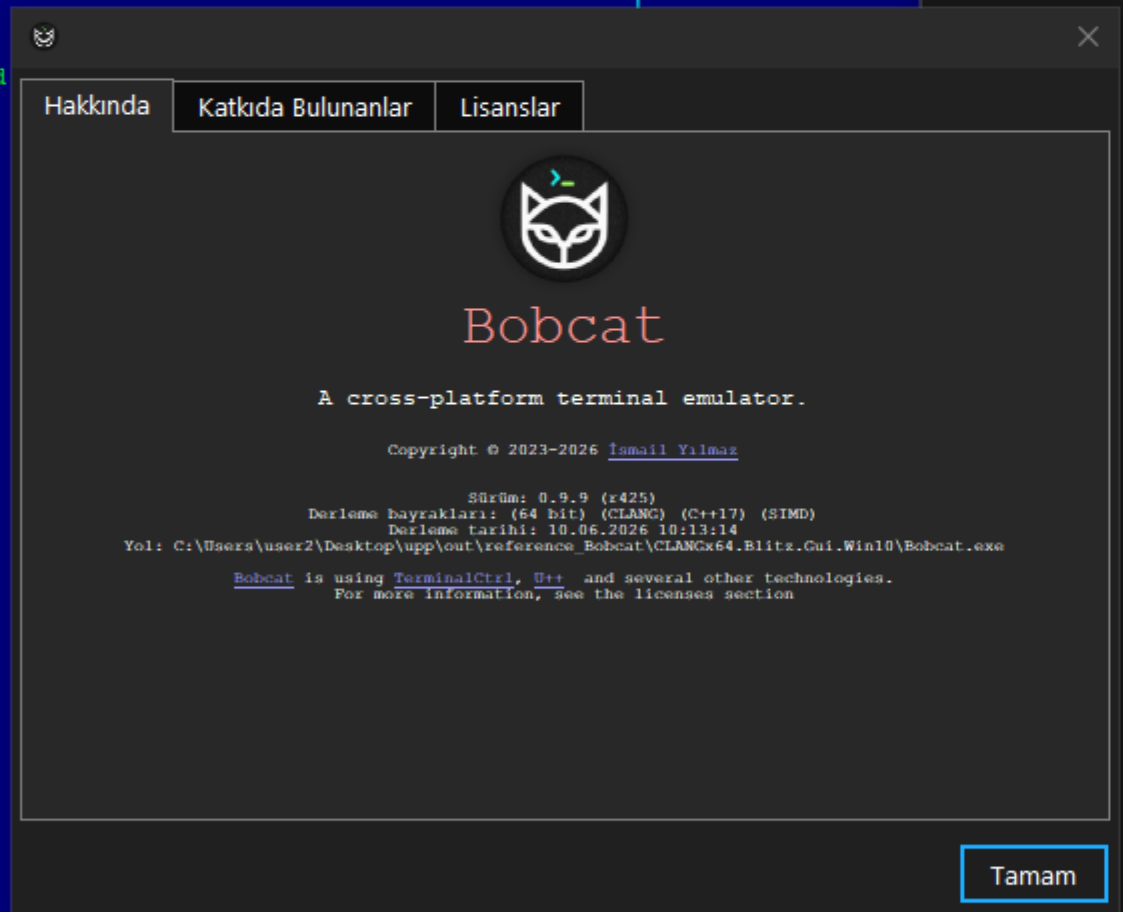 Hakkında
Katkıda Bulunanlar
Lisanslar
Bobcat
A cross-platform terminal emulator.
Copyright © 2023-2026 İsmail Yılmaz
Sürüm: 0.9.9 (r425)
Derleme bayrakları: (64 bit) (CLANG) (C++17) (SIMD)
Derleme tarihi: 10.06.2026 10:13:14
Yol: C:\Users\user2\Desktop\upp\out\reference_Bobcat\CLANGx64.Blitz.Gui.Win10\Bobcat.exe
Bobcat is using TerminalCtrl, U++ and several other technologies.
For more information, see the licenses section
Tamam